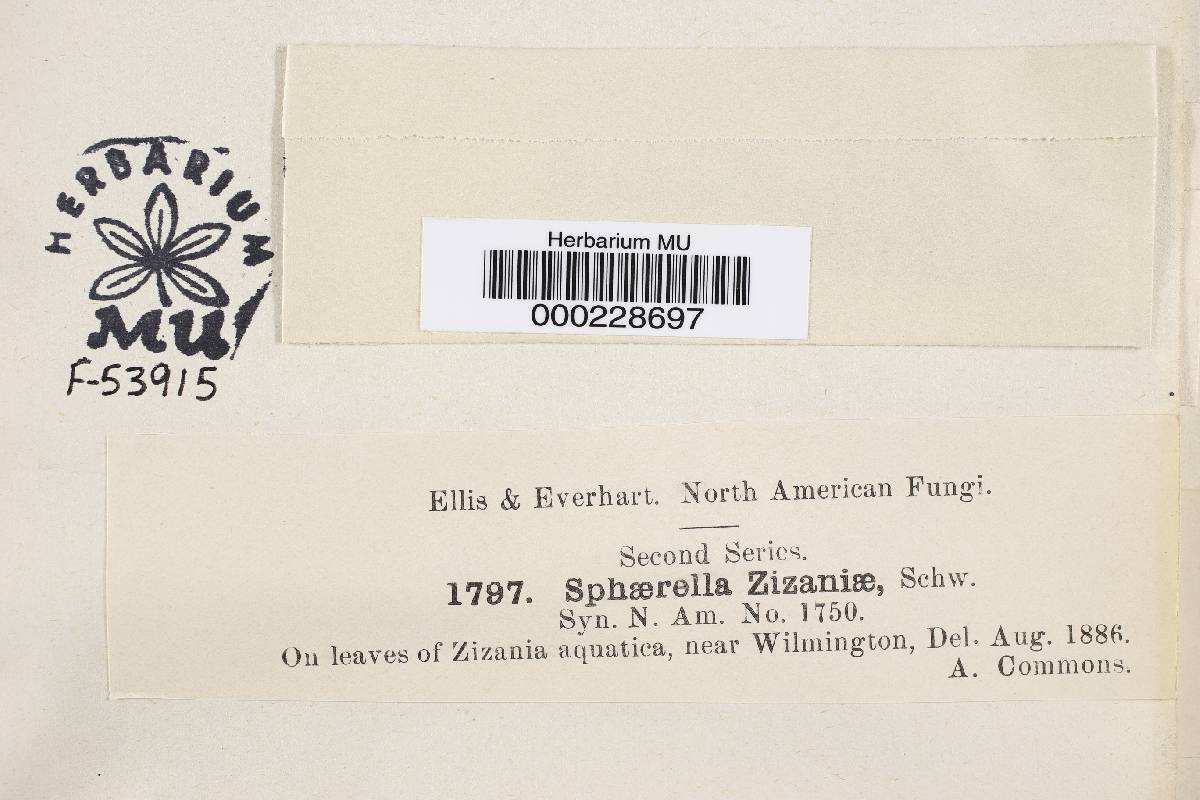 HERBARIUM
MU
F-53915
Herbarium MU
000228697
Ellis & Everhart. North American Fungi.
Second Series.
1797. Sphærella Zizaniæ, Schw.
Syn. N. Am. No. 1750.
On leaves of Zizania aquatica, near Wilmington, Del. Aug. 1886.
A. Commons.